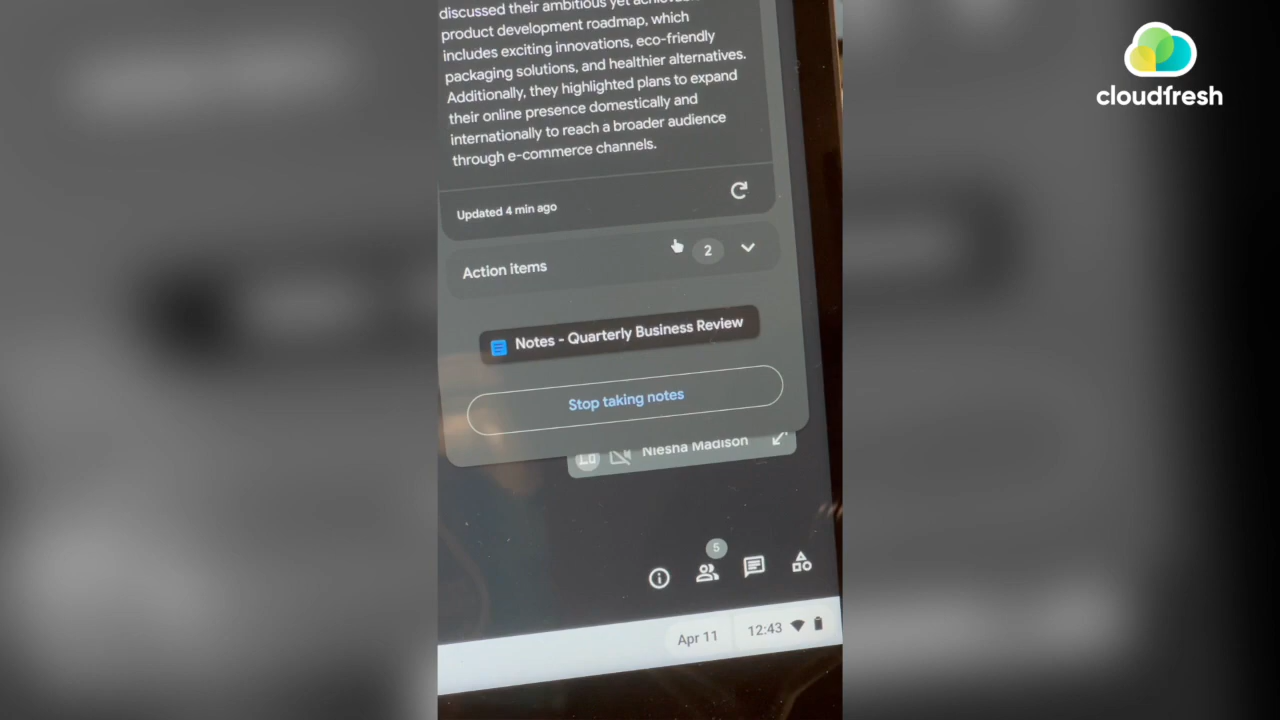 discussed their ambitious yet
product development roadmap, which
includes exciting innovations, eco-friendly
packaging solutions, and healthier alternatives.
Additionally, they highlighted plans to expand
their online presence domestically and
internationally to reach a broader audience
through e-commerce channels.
Updated 4 min ago
Action items
2
Notes - Quarterly Business Review
Stop taking notes
Niesha Madison
5
Apr 11
12:43
cloudfresh